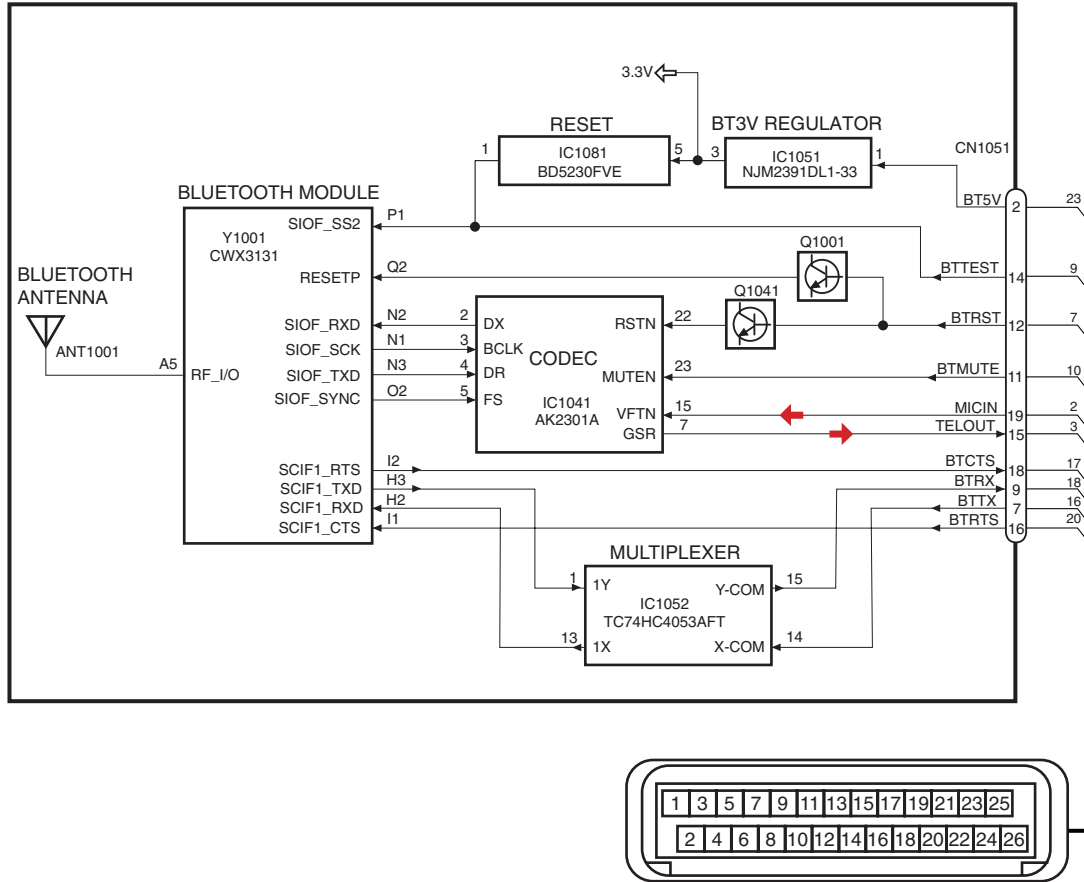 3.3V
RESET
BT3V REGULATOR
1
IC1081
BD5230FVE
5
3
IC1051
NJM2391DL1-33
1
CN1051
BLUETOOTH MODULE
BT5V
2
23
Y1001
CWX3131
SIOF_SS2
P1
Q1001
BTTEST
14
9
BLUETOOTH
ANTENNA
RESETP
Q2
Q1041
SIOF_RXD
N2
2
DX
RSTN
22
BTRST
12
7
ANT1001
SIOF_SCK
N1
3
BCLK
CODEC
A5
RF_I/O
SIOF_TXD
N3
4
DR
MUTEN
23
BTMUTE
11
10
SIOF_SYNC
O2
5
FS
IC1041
AK2301A
VFTN
15
MICIN
19
2
GSR
7
TELOUT
15
3
SCIF1_RTS
I2
BTCTS
18
17
SCIF1_TXD
H3
BTRX
9
18
SCIF1_RXD
H2
BTTX
7
16
SCIF1_CTS
I1
BTRTS
16
20
MULTIPLEXER
1
1Y
Y-COM
15
IC1052
TC74HC4053AFT
13
1X
X-COM
14
1 3 5 7 9 11 13 15 17 19 21 23 25
2 4 6 8 10 12 14 16 18 20 22 24 26